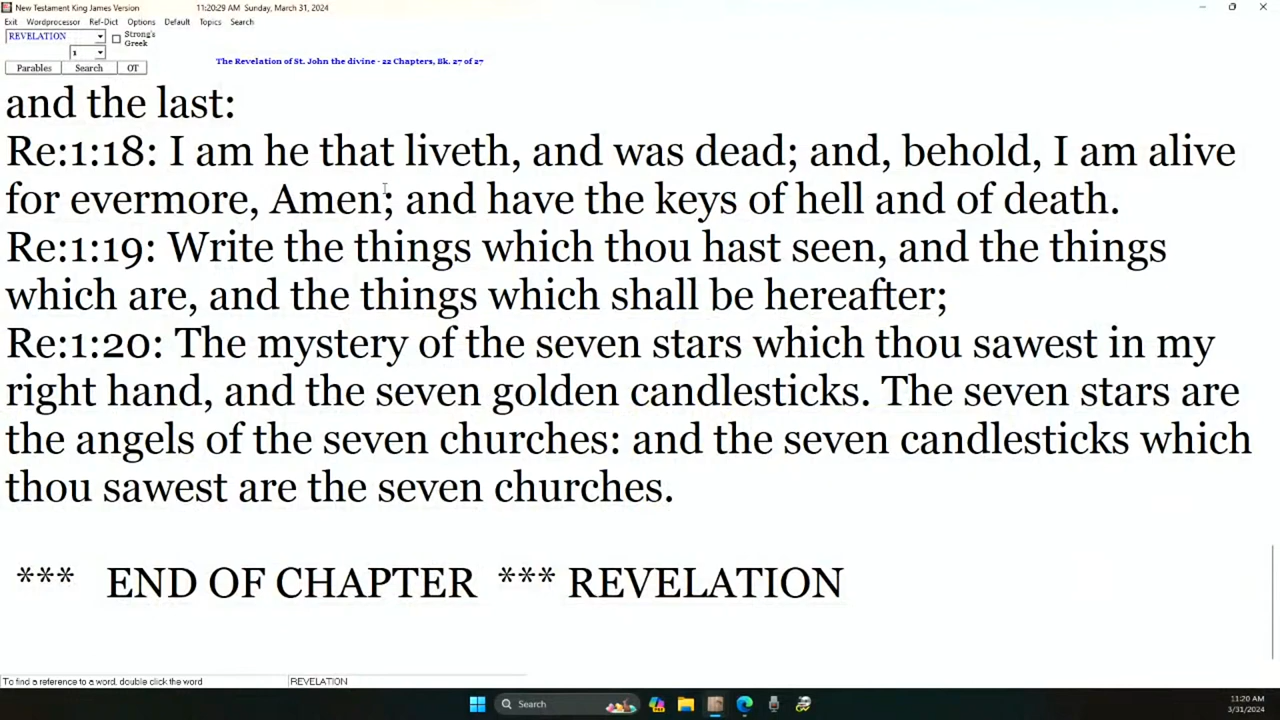 New Testament King James Version 11:20:29 AM Sunday, March 31, 2024
Exit Wordprocessor Ref-Dict Options Default Topics Search
REVELATION Strong's Greek
1
Parables Search OT
The Revelation of St. John the divine - 22 Chapters, Bk. 27 of 27
and the last:
Re:1:18: I am he that liveth, and was dead; and, behold, I am alive
for evermore, Amen; and have the keys of hell and of death.
Re:1:19: Write the things which thou hast seen, and the things
which are, and the things which shall be hereafter;
Re:1:20: The mystery of the seven stars which thou sawest in my
right hand, and the seven golden candlesticks. The seven stars are
the angels of the seven churches: and the seven candlesticks which
thou sawest are the seven churches.
*** END OF CHAPTER *** REVELATION
To find a reference to a word, double click the word REVELATION
Search
11:20 AM
3/31/2024